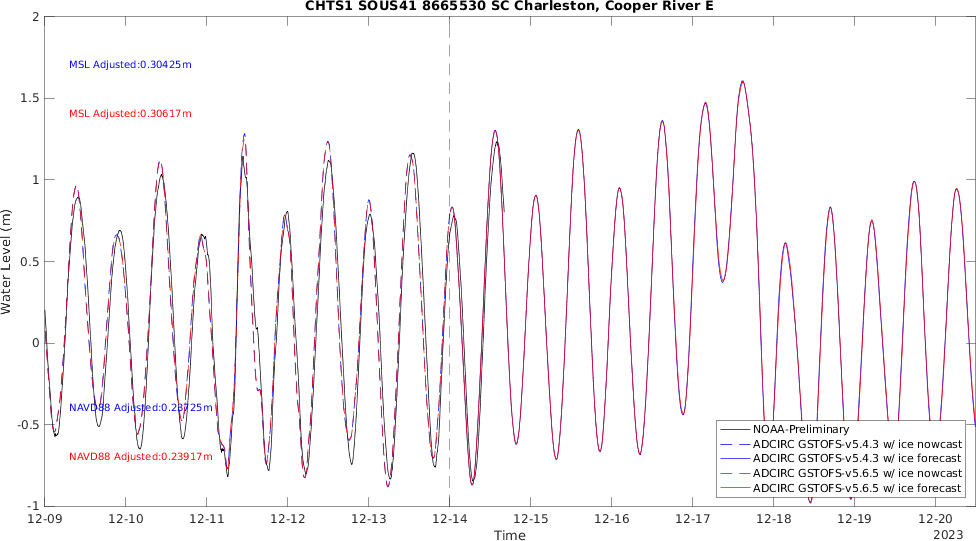 CHTS1 SOUS41 8665530 SC Charleston, Cooper River E
2
1.5
1
0.5
0
-0.5
-1
Water Level (m)
MSL Adjusted:0.30425m
MSL Adjusted:0.30617m
NAVD88 Adjusted:0.23725m
NAVD88 Adjusted:0.23917m
NOAA-Preliminary
ADCIRC GSTOFS-v5.4.3 w/ ice nowcast
ADCIRC GSTOFS-v5.4.3 w/ ice forecast
ADCIRC GSTOFS-v5.6.5 w/ ice nowcast
ADCIRC GSTOFS-v5.6.5 w/ ice forecast
12-09 12-10 12-11 12-12 12-13 12-14 12-15 12-16 12-17 12-18 12-19 12-20
2023
Time